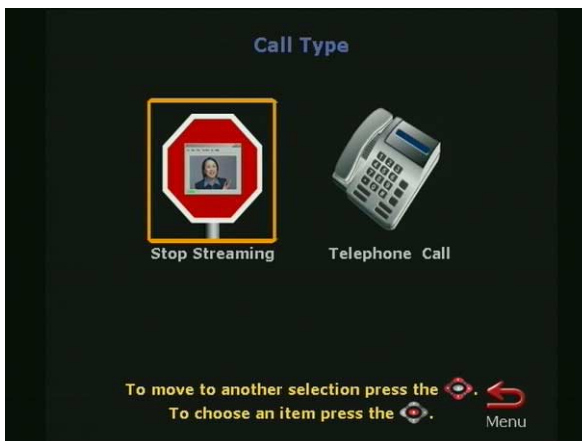 Call Type
Stop Streaming
Telephone Call
To move to another selection press the .
To choose an item press the .
Menu